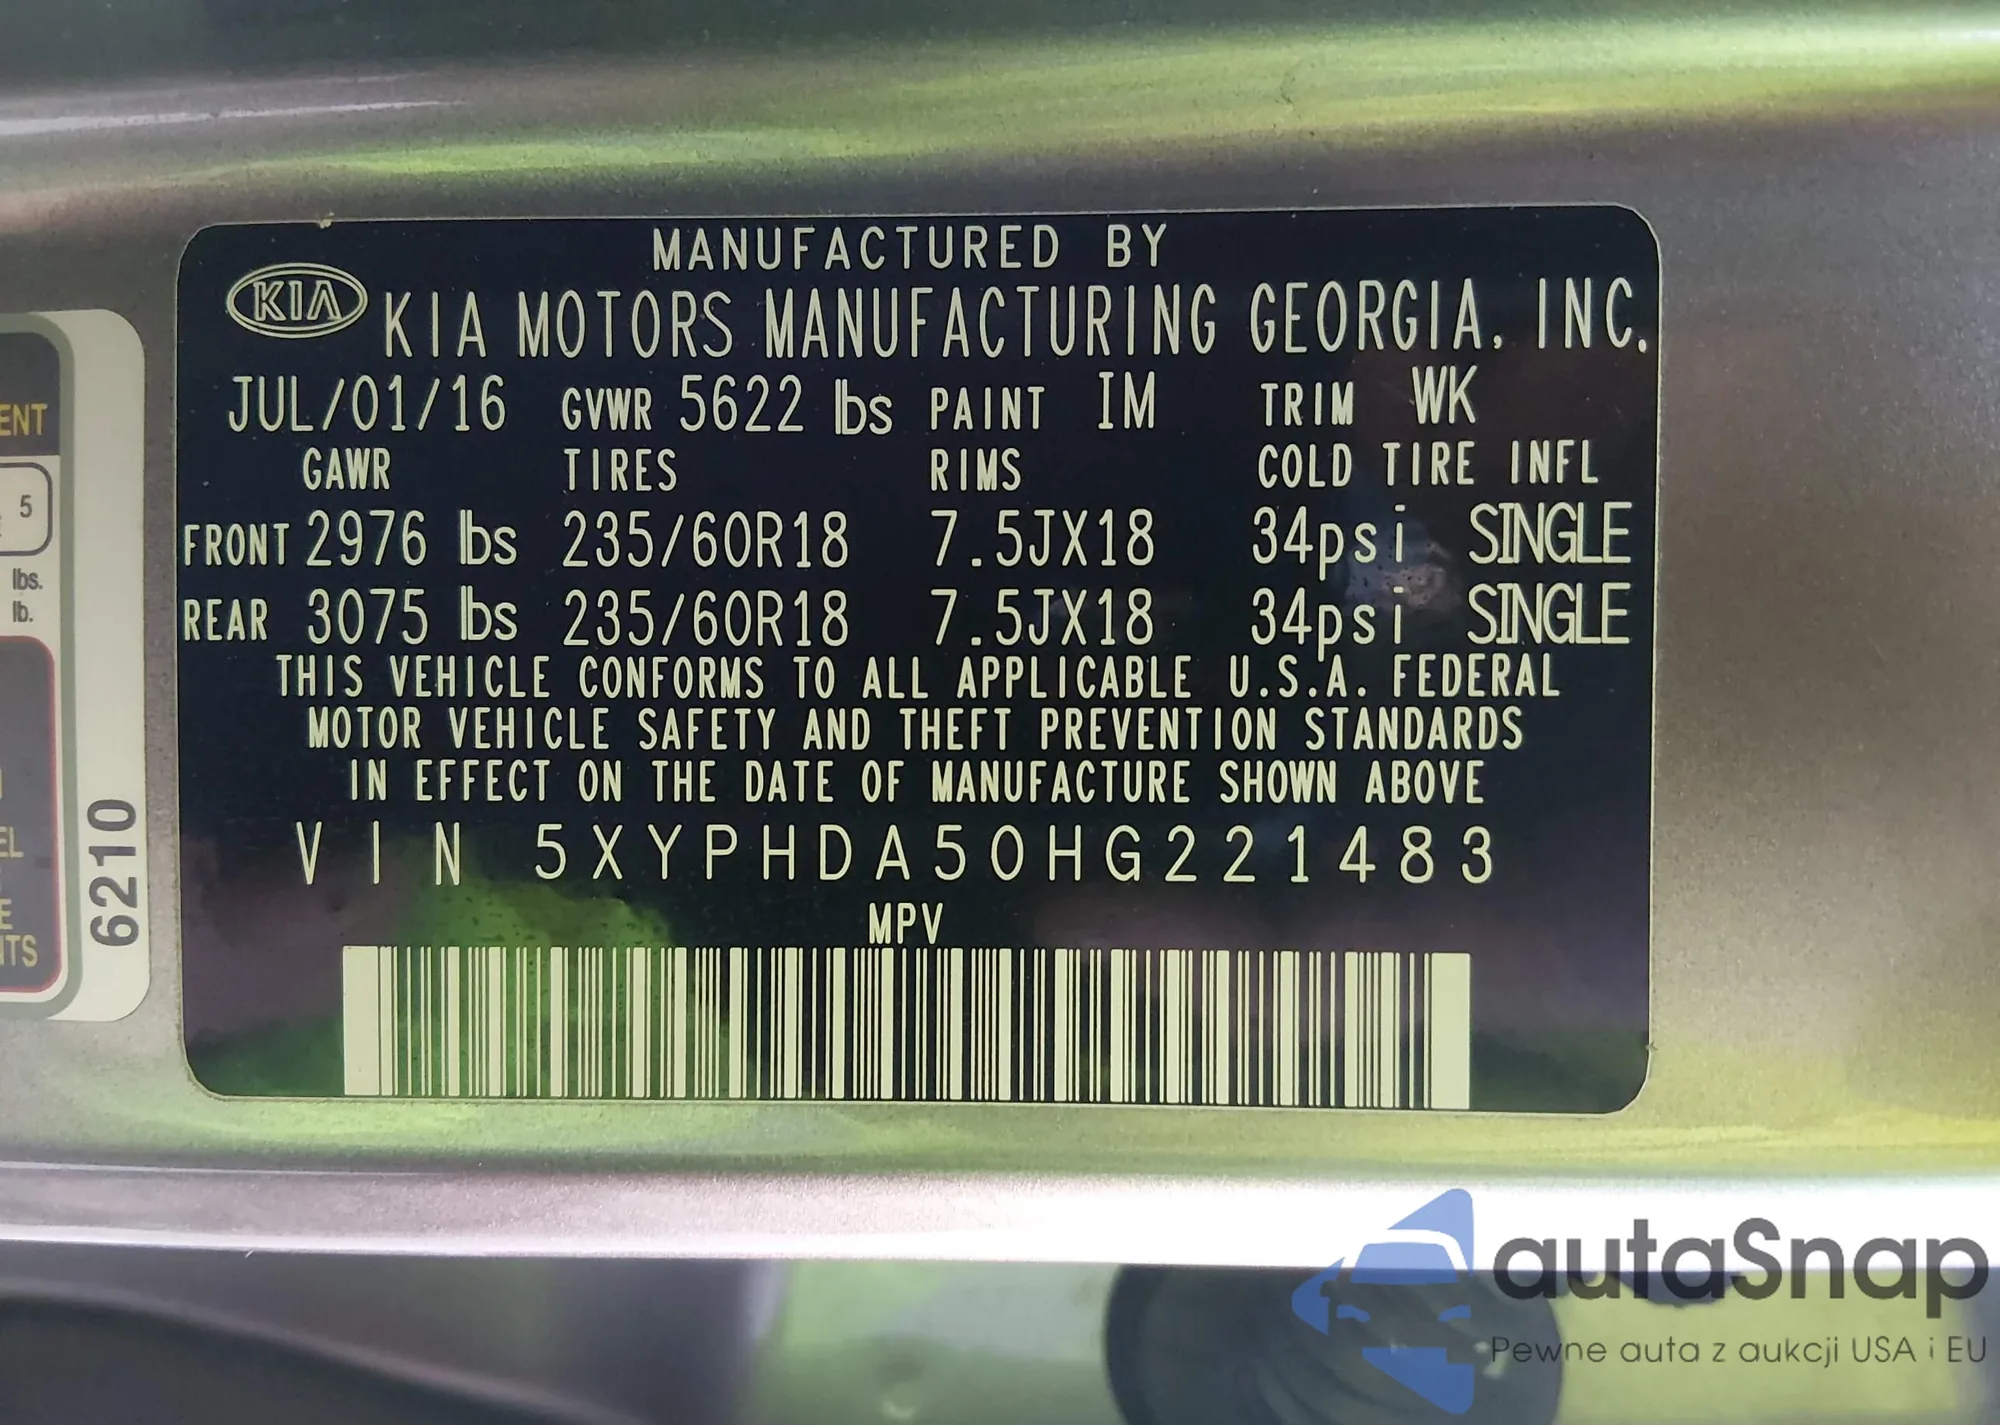 MANUFACTURED BY
KIA KIA MOTORS MANUFACTURING GEORGIA, INC.
JUL/01/16 GVWR 5622 lbs PAINT IM TRIM WK
GAWR TIRES RIMS COLD TIRE INFL
FRONT 2976 lbs 235/60R18 7.5JX18 34psi SINGLE
REAR 3075 lbs 235/60R18 7.5JX18 34psi SINGLE
THIS VEHICLE CONFORMS TO ALL APPLICABLE U.S.A. FEDERAL
MOTOR VEHICLE SAFETY AND THEFT PREVENTION STANDARDS
IN EFFECT ON THE DATE OF MANUFACTURE SHOWN ABOVE
VIN 5XYPHDA50HG221483
MPV
5
lbs.
lb.
6210
autaSnap
Pewne auta z aukcji USA i EU